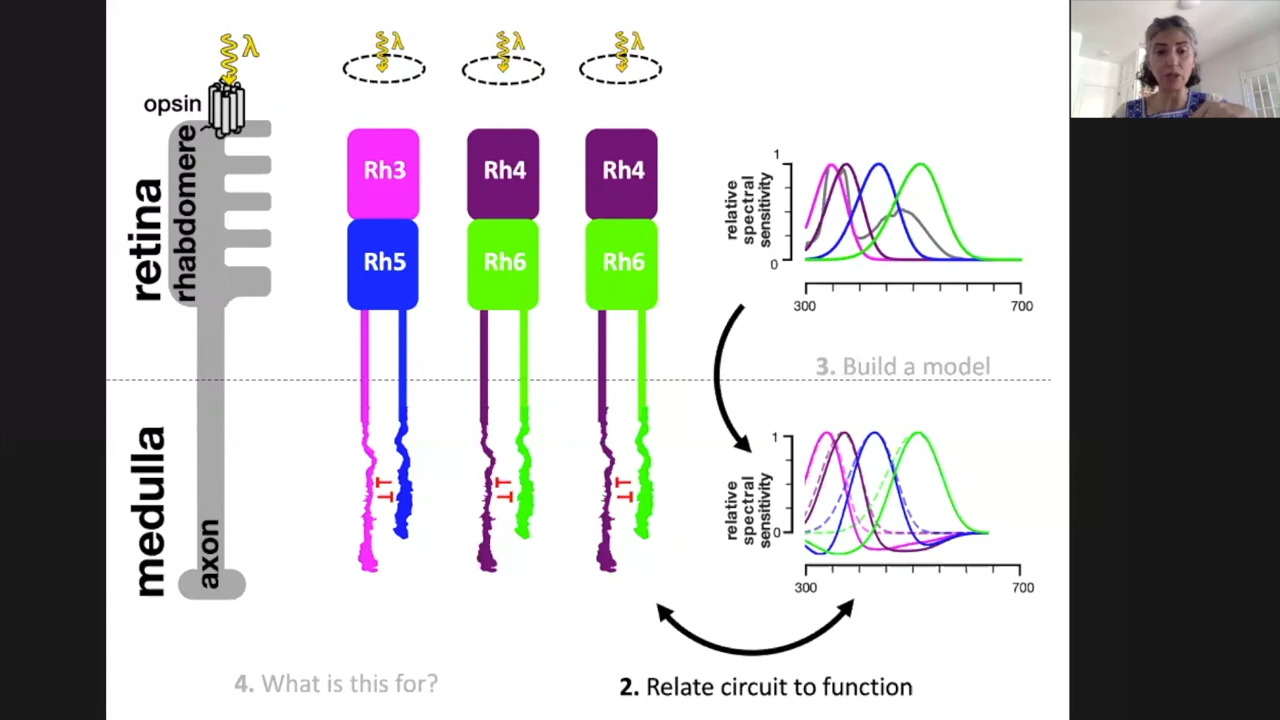 λ
λ
λ
λ
opsin
retina
rhabdomere
Rh3
Rh4
Rh4
Rh5
Rh6
Rh6
medulla
axon
relative
spectral
sensitivity
1
0
300
700
3. Build a model
relative
spectral
sensitivity
1
0
300
700
4. What is this for?
2. Relate circuit to function